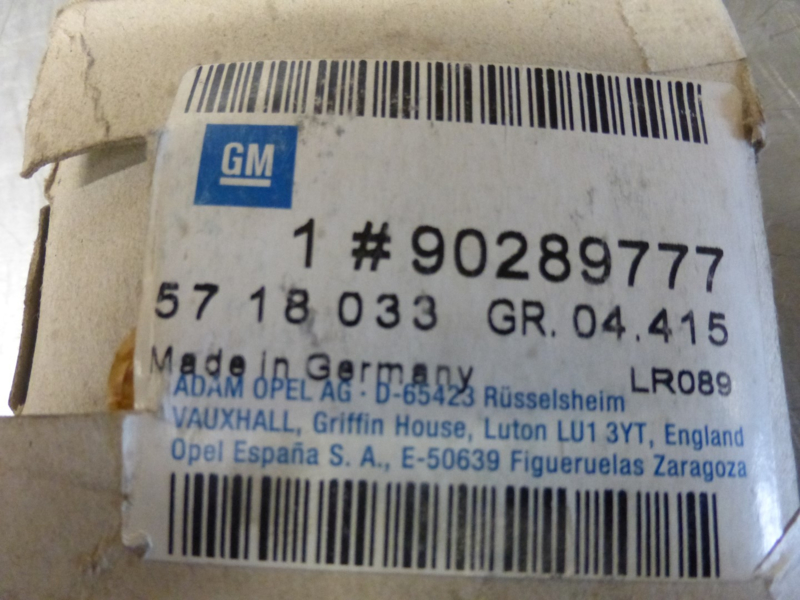 GM
1 #90289777
57 18 033 GR. 04.415
Made in Germany LR089
ADAM OPEL AG · D-65423 Rüsselsheim
VAUXHALL, Griffin House, Luton LU1 3YT, England
Opel España S. A., E-50639 Figueruelas Zaragoza